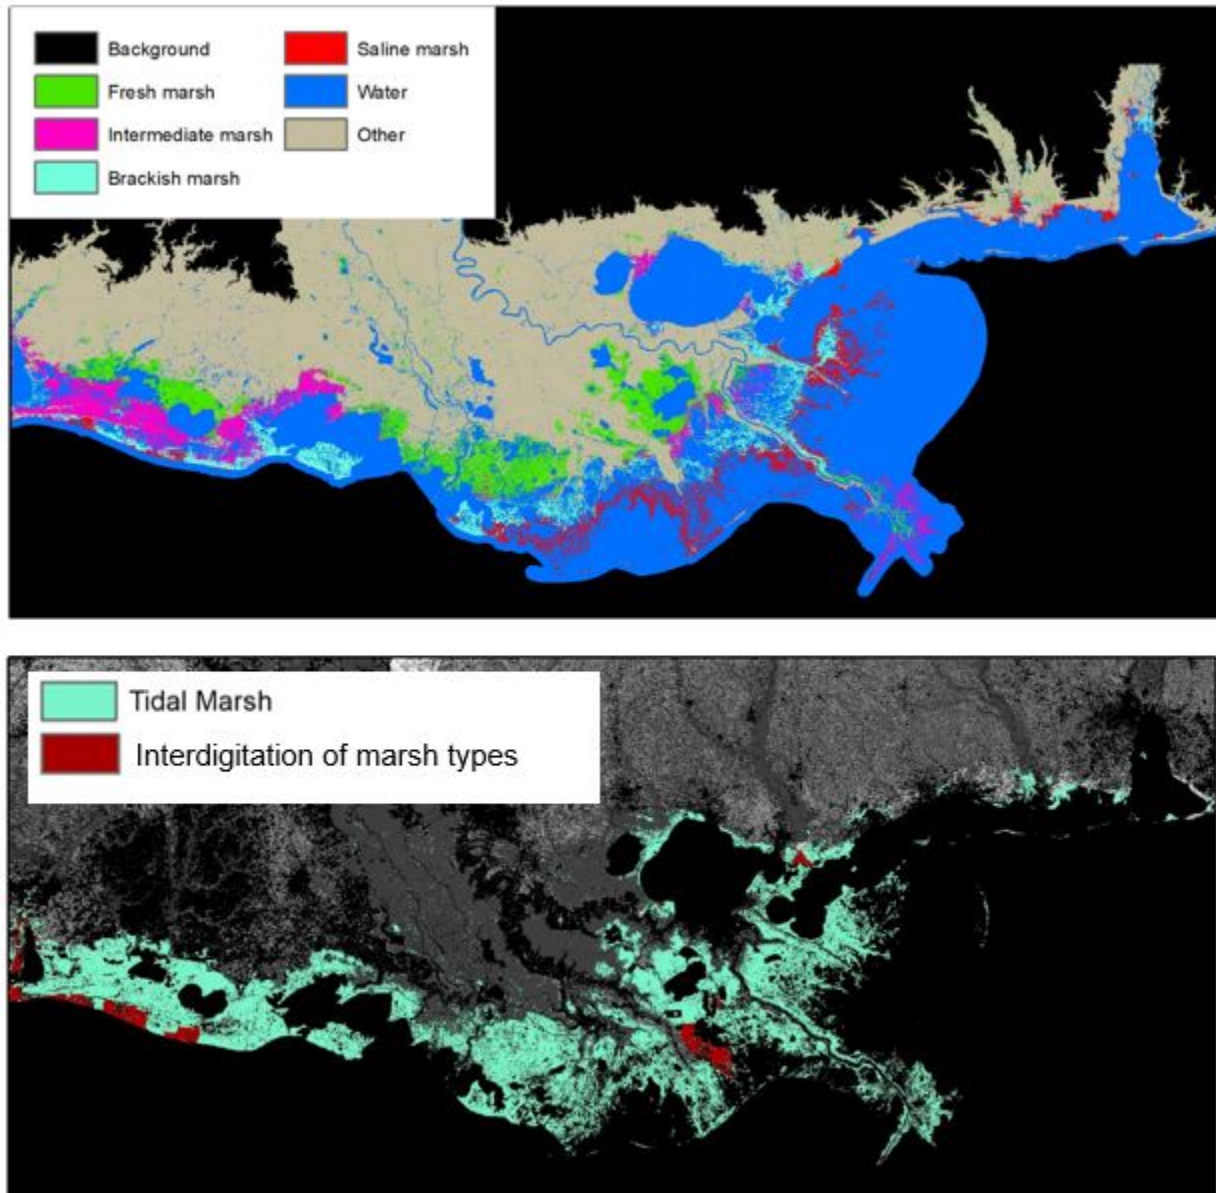 Background
Fresh marsh
Intermediate marsh
Brackish marsh
Saline marsh
Water
Other
Tidal Marsh
Interdigitation of marsh types